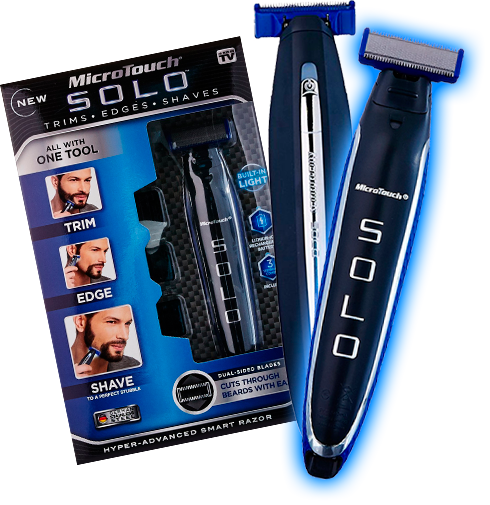 AS SEEN ON
TV
MICROTOUCH
NEW
SOLO
TRIMS • EDGES • SHAVES
ALL WITH
ONE TOOL
TRIM
EDGE
SHAVE
TO A PERFECT STUBBLE
BUILT-IN
LIGHT
MICROTOUCH
SOLO
3
DUAL-SIDED BLADES
CUTS THROUGH
BEARDS WITH
HYPER-ADVANCED SMART RAZOR
MICROTOUCH
SOLO